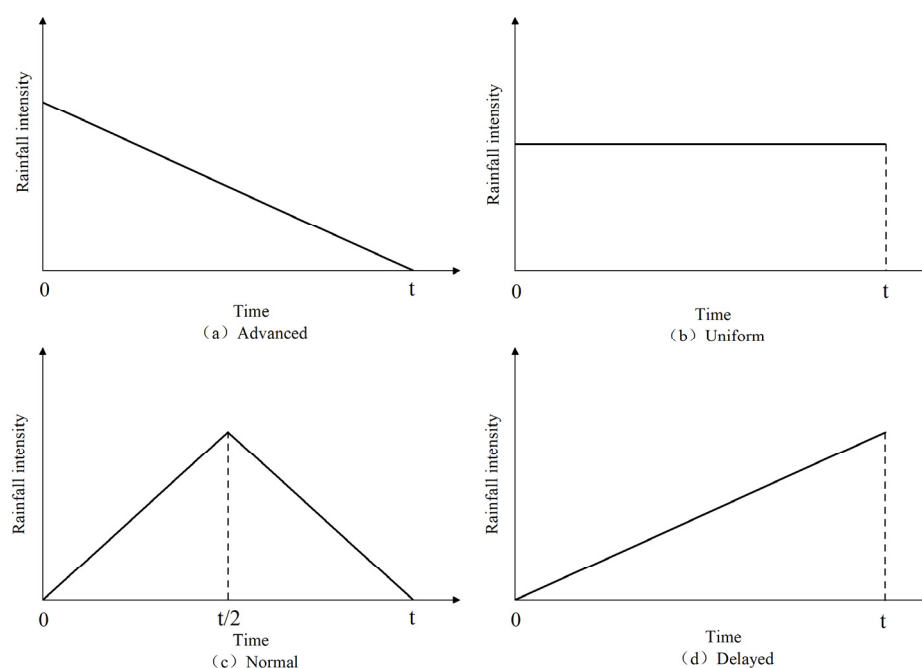 Rainfall intensity
0
t
Time
（a）Advanced
Rainfall intensity
0
t
Time
（b）Uniform
Rainfall intensity
0
t/2
t
Time
（c）Normal
Rainfall intensity
0
t
Time
（d）Delayed